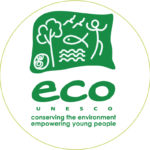 eco
UNESCO
conserving the environment
empowering young people